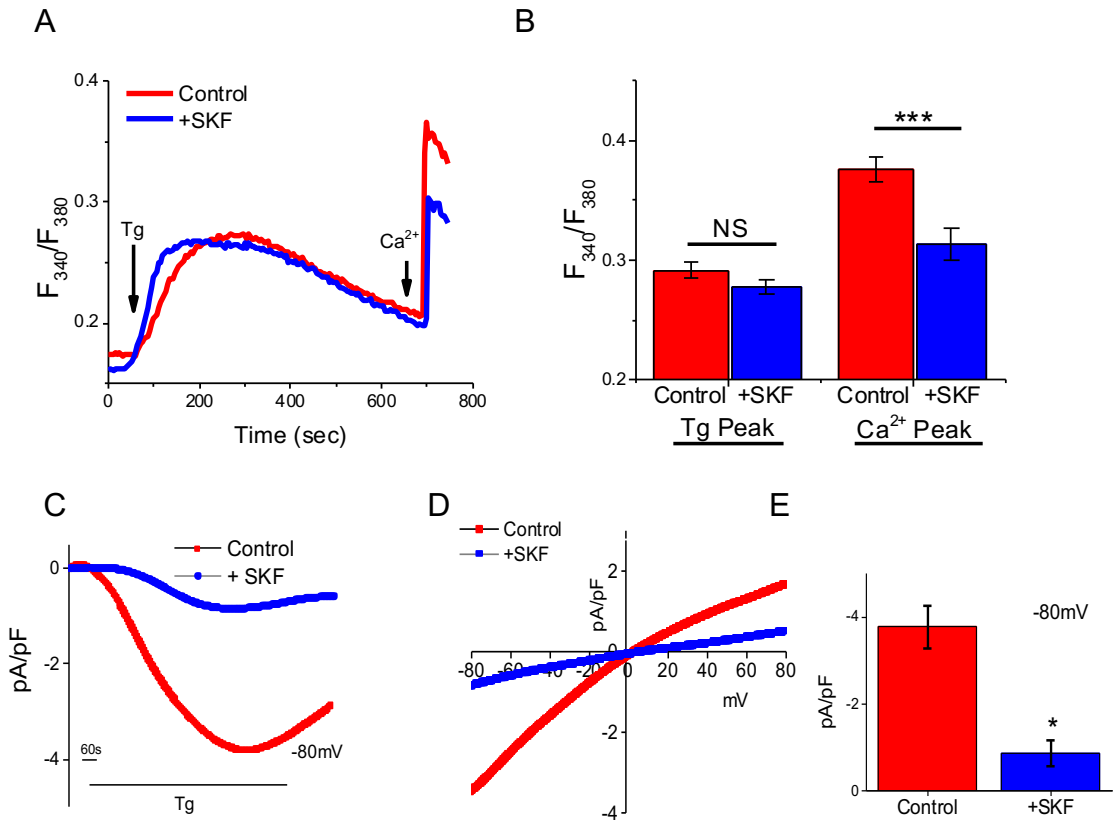 A
Control
+SKF
0.4
0.3
0.2
F340/F380
Tg
Ca2+
0 200 400 600 800
Time (sec)
B
***
NS
0.4
0.3
0.2
F340/F380
Control +SKF Control +SKF
Tg Peak Ca2+ Peak
C
Control
+ SKF
0
-2
-4
pA/pF
60s
-80mV
Tg
D
Control
+SKF
2
pA/pF
-80 -60 -40 -20 0 0 20 40 60 80
mV
-2
-4
E
-80mV
-4
-2
0
pA/pF
*
Control +SKF